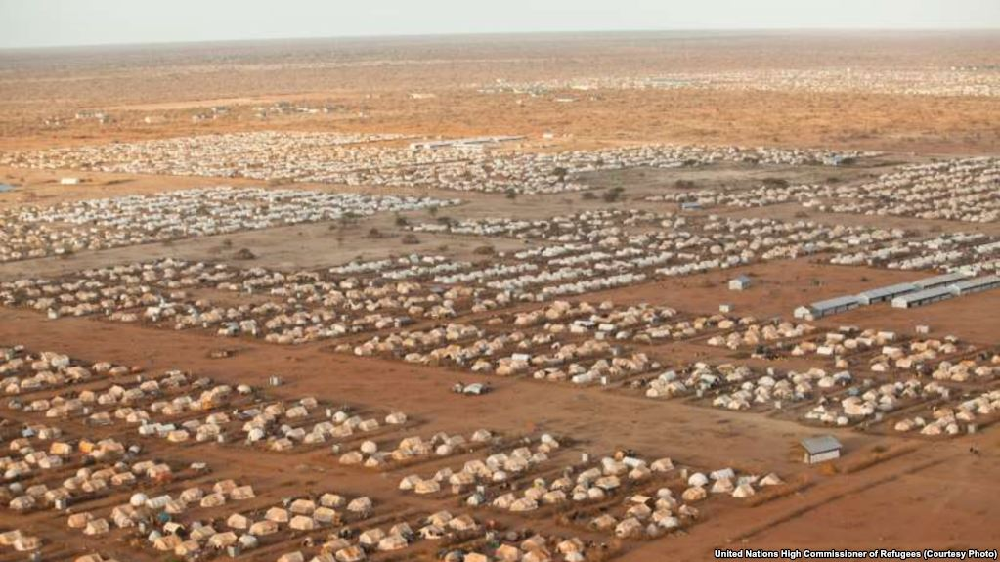 United Nations High Commissioner of Refugees (Courtesy Photo)